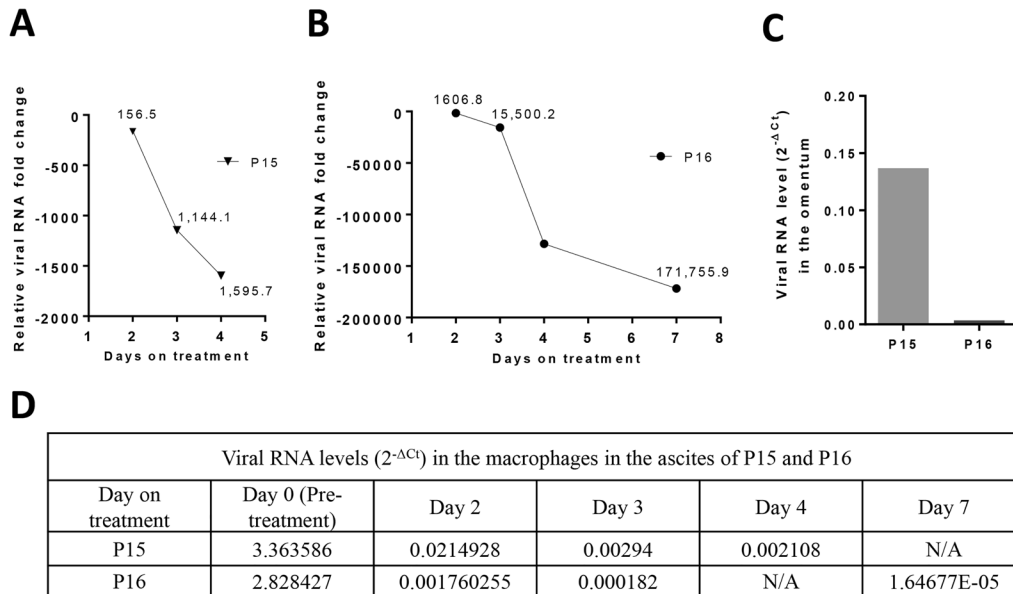 A
B
C
Relative viral RNA fold change
0
-500
-1000
-1500
-2000
156.5
1,144.1
1,595.7
P15
1 2 3 4 5
Days on treatment
Relative viral RNA fold change
0
-50000
-100000
-150000
-200000
1606.8
15,500.2
171,755.9
P16
1 2 3 4 5 6 7 8
Days on treatment
Viral RNA level (2-ΔCt)
in the omentum
0.20
0.15
0.10
0.05
0.00
P15 P16
D
Viral RNA levels (2-ΔCt) in the macrophages in the ascites of P15 and P16
Day on treatment Day 0 (Pre-treatment) Day 2 Day 3 Day 4 Day 7
P15 3.363586 0.0214928 0.00294 0.002108 N/A
P16 2.828427 0.001760255 0.000182 N/A 1.64677E-05